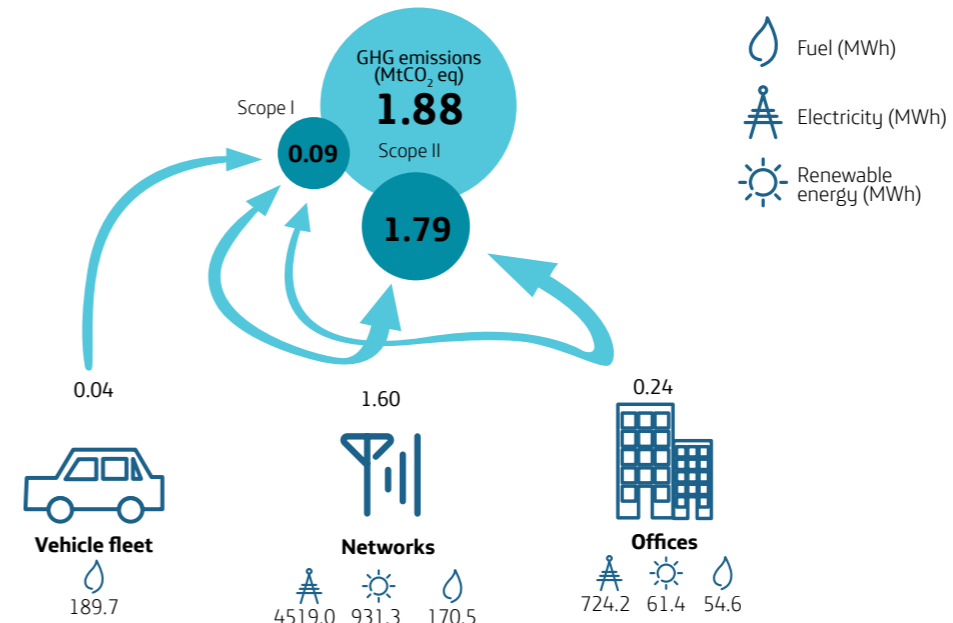 GHG emissions
(MtCO₂ eq)
1.88
Scope I
0.09
Scope II
1.79
Fuel (MWh)
Electricity (MWh)
Renewable
energy (MWh)
0.04
1.60
0.24
Vehicle fleet
189.7
Networks
4519.0 931.3 170.5
Offices
724.2 61.4 54.6